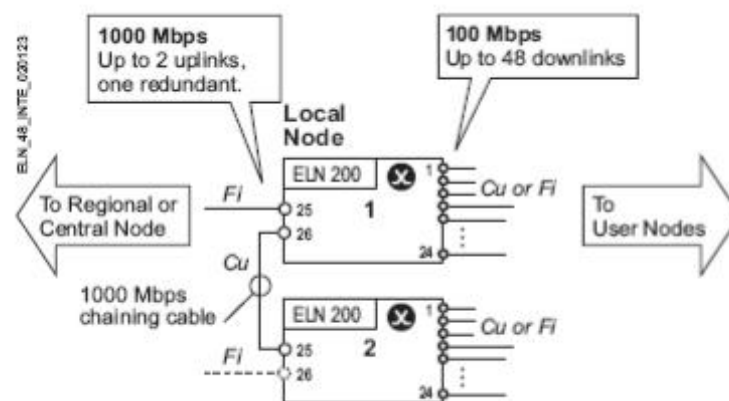 ELN_48_INTE_020123
1000 Mbps
Up to 2 uplinks,
one redundant.
100 Mbps
Up to 48 downlinks
Local
Node
To Regional or
Central Node
Fi
ELN 200
1
25
26
1
24
Cu or Fi
To
User Nodes
Cu
1000 Mbps
chaining cable
ELN 200
2
Fi
25
26
1
24
Cu or Fi